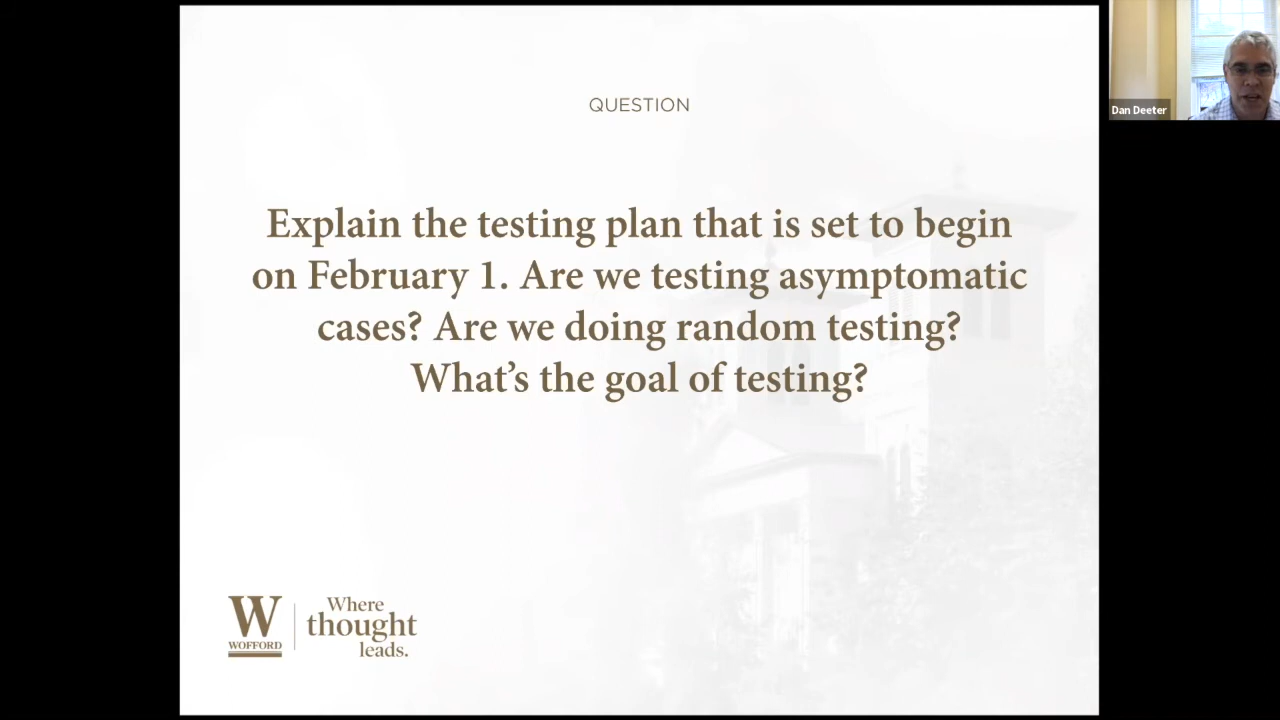 QUESTION
Explain the testing plan that is set to begin
on February 1. Are we testing asymptomatic
cases? Are we doing random testing?
What's the goal of testing?
W
WOFFORD
Where
thought
leads.
Dan Deeter